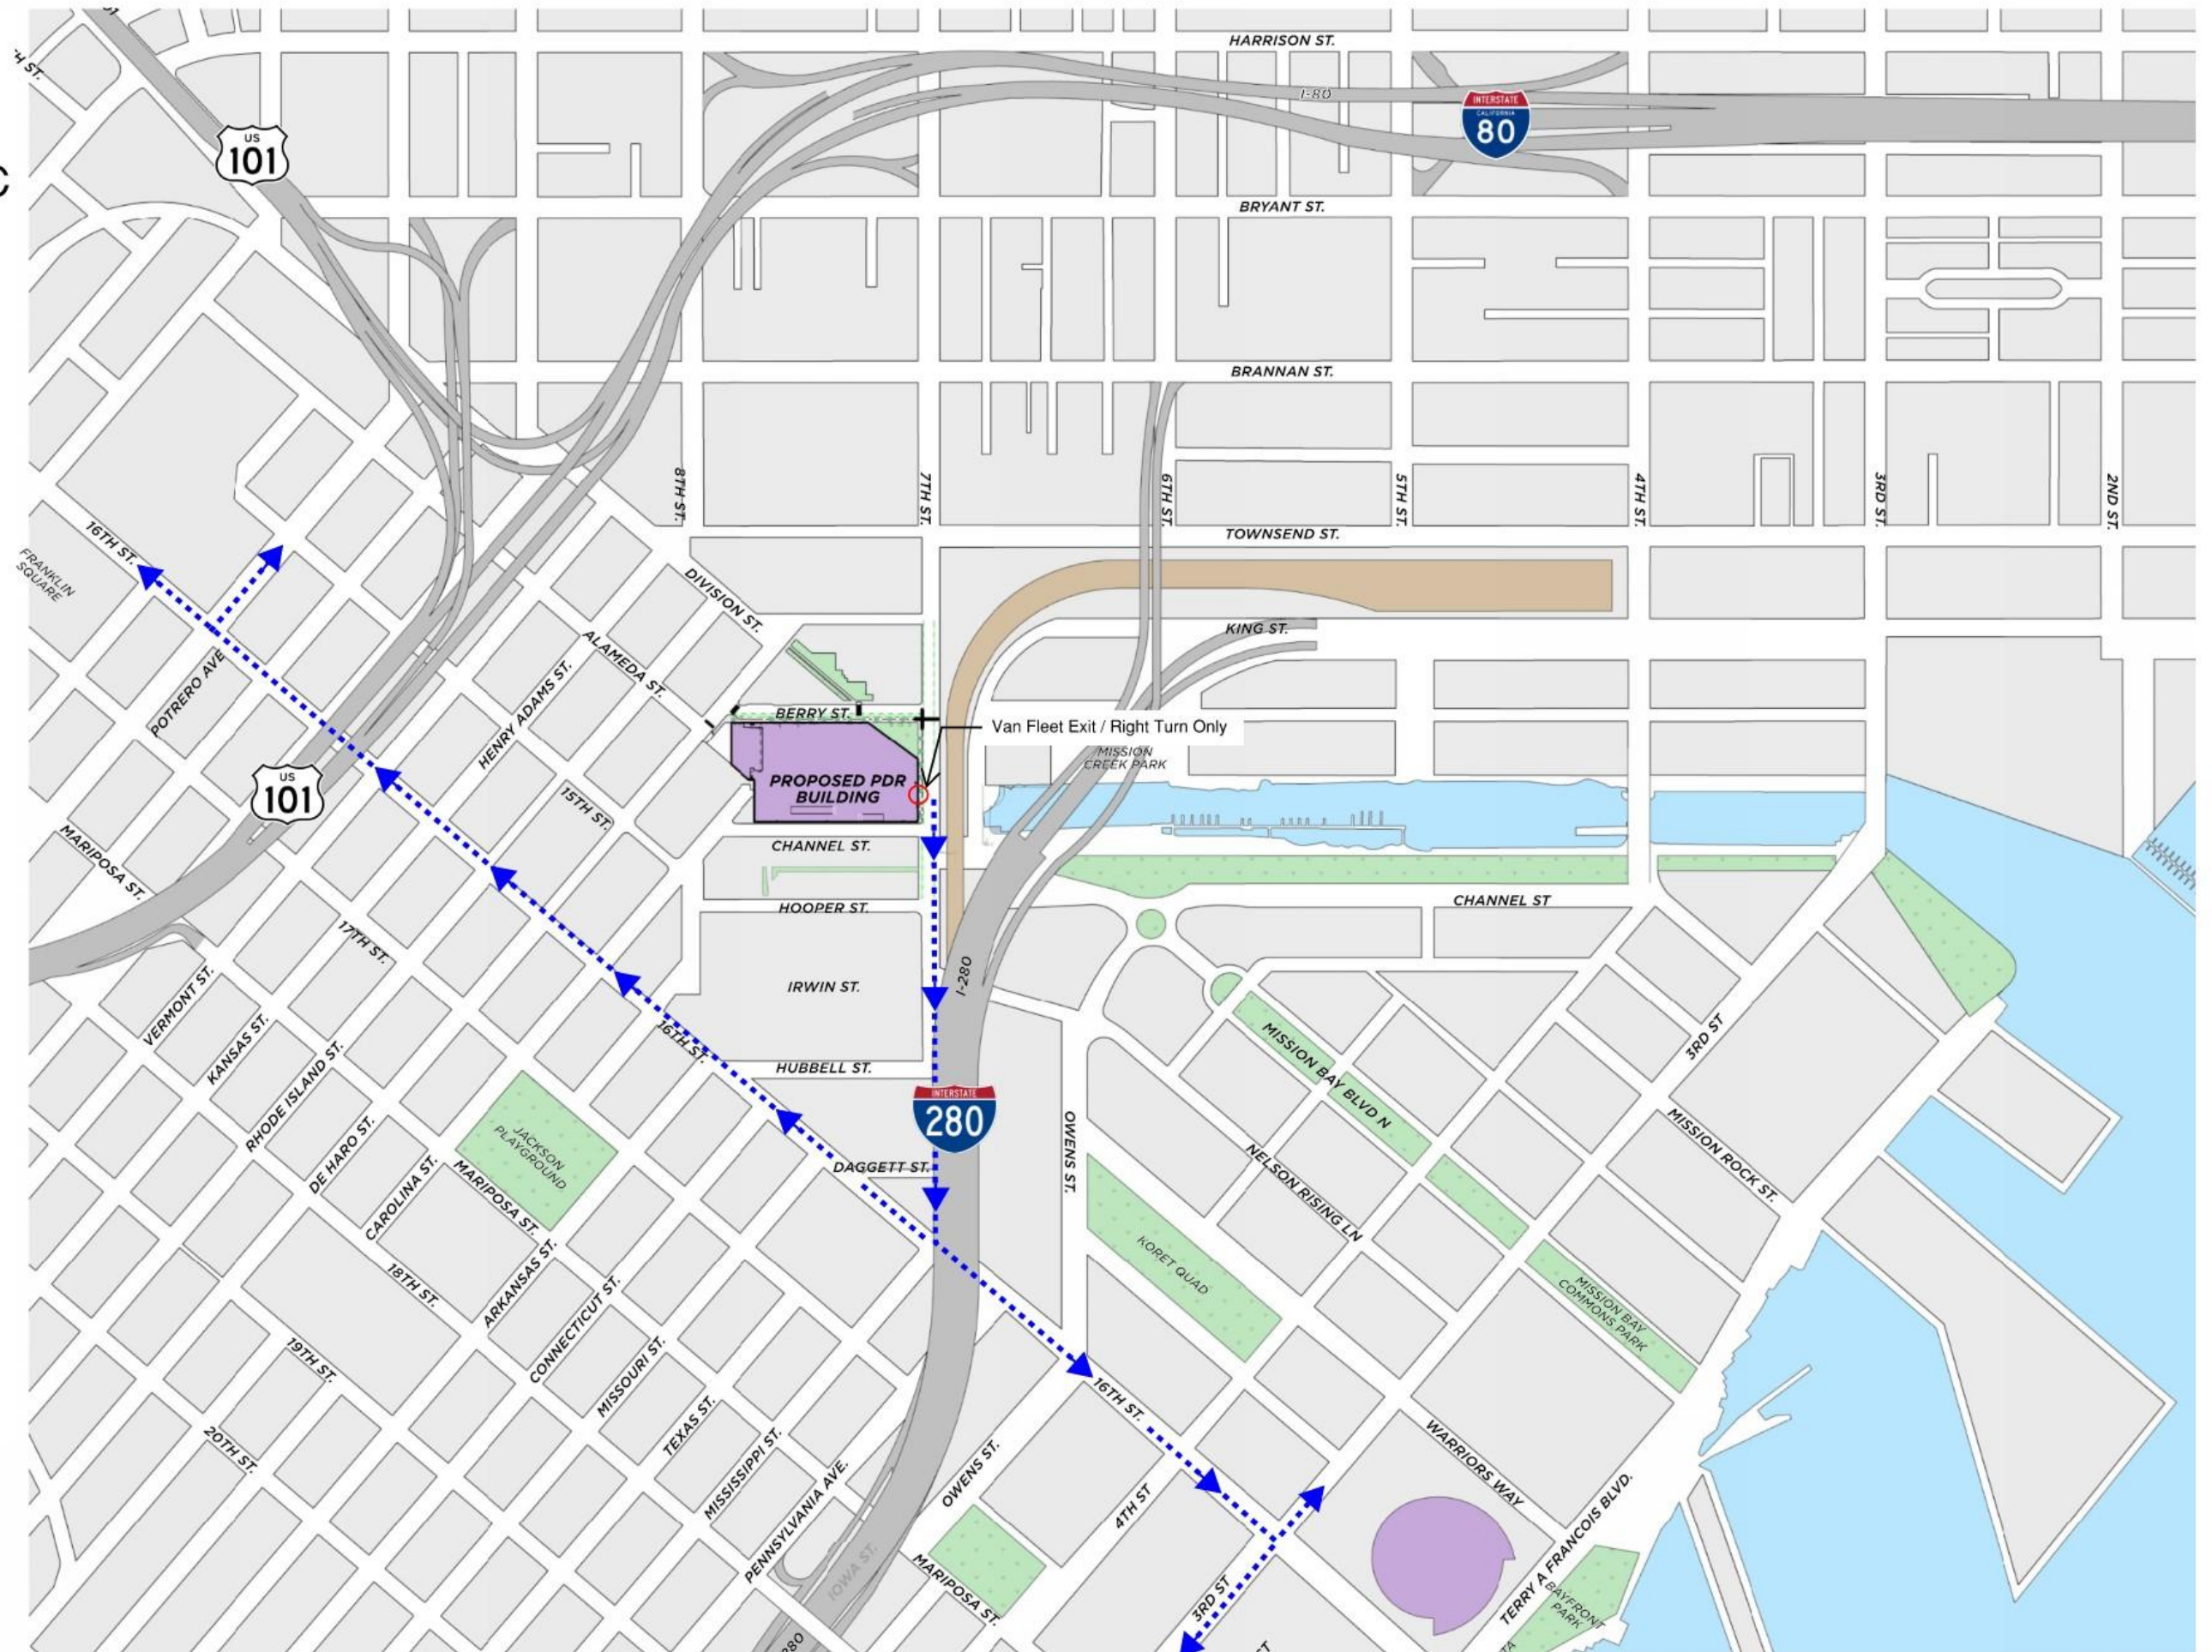 HARRISON ST.
I-80
INTERSTATE
CALIFORNIA
80
US
101
BRYANT ST.
BRANNAN ST.
8TH ST.
7TH ST.
6TH ST.
5TH ST.
4TH ST.
3RD ST.
2ND ST.
TOWNSEND ST.
16TH ST.
FRANKLIN
SQUARE
DIVISION ST.
KING ST.
ALAMEDA ST.
POTRERO AVE
HENRY ADAMS ST.
BERRY ST.
Van Fleet Exit / Right Turn Only
MISSION
CREEK PARK
PROPOSED PDR
BUILDING
US
101
15TH ST.
MARIPOSA ST.
CHANNEL ST.
HOOPER ST.
CHANNEL ST
17TH ST.
IRWIN ST.
I-280
VERMONT ST.
KANSAS ST.
RHODE ISLAND ST.
DE HARO ST.
CAROLINA ST.
16TH ST.
HUBBELL ST.
INTERSTATE
280
MISSION BAY BLVD N
3RD ST
MISSION ROCK ST.
OWENS ST.
JACKSON
PLAYGROUND
MARIPOSA ST.
DAGGETT ST.
NELSON RISING LN
KORET QUAD
MISSION BAY
COMMONS PARK
18TH ST.
ARKANSAS ST.
CONNECTICUT ST.
19TH ST.
MISSOURI ST.
TEXAS ST.
MISSISSIPPI ST.
PENNSYLVANIA AVE.
20TH ST.
16TH ST.
OWENS ST.
4TH ST
WARRIORS WAY
TERRY A FRANCOIS BLVD.
IOWA ST.
MARIPOSA ST.
3RD ST
BAYFRONT
PARK